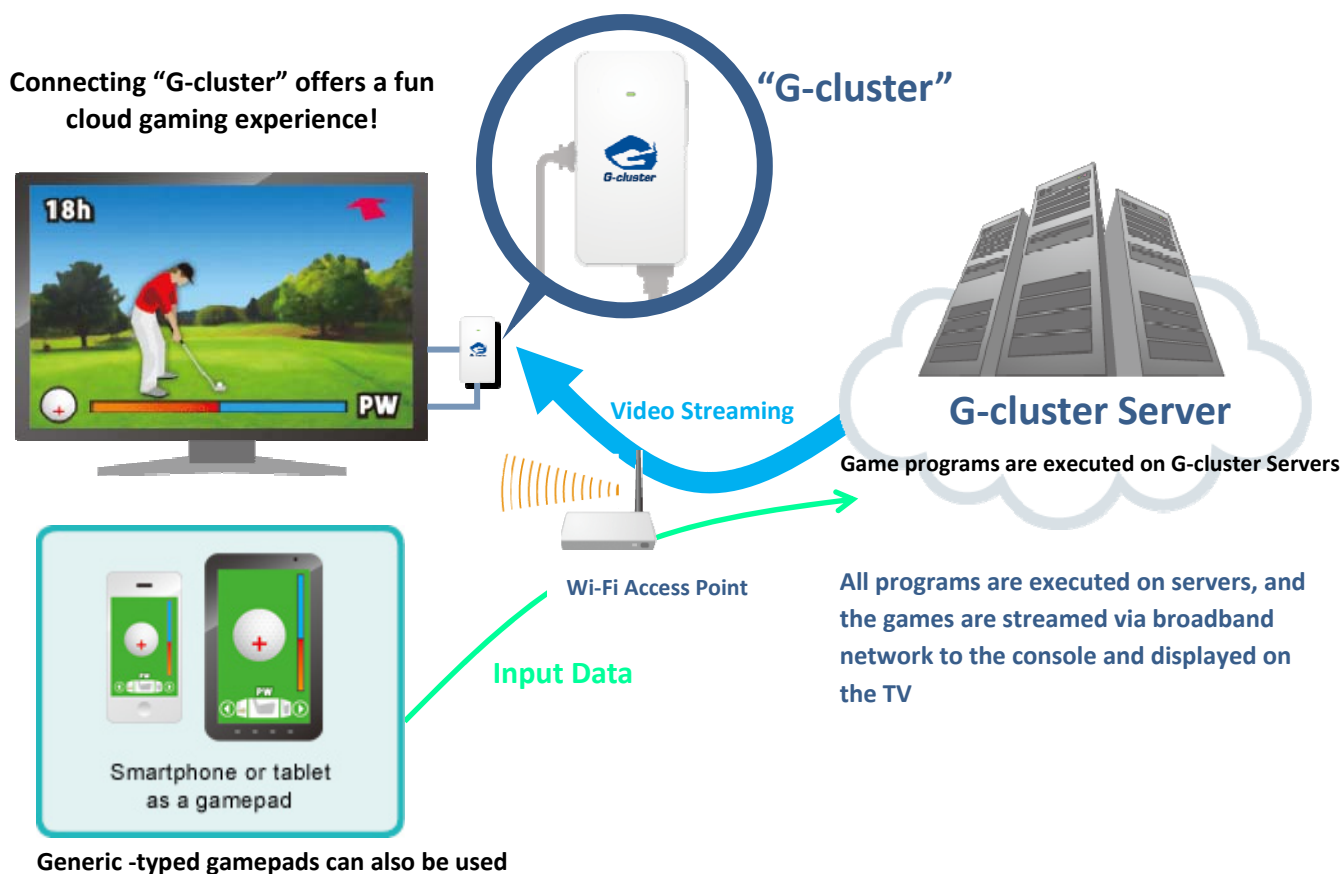 Connecting “G-cluster” offers a fun
cloud gaming experience!
“G-cluster”
G-cluster
18h
PW
G-cluster
Video Streaming
G-cluster Server
Game programs are executed on G-cluster Servers
Wi-Fi Access Point
Input Data
All programs are executed on servers, and
the games are streamed via broadband
network to the console and displayed on
the TV
PW
PW
Smartphone or tablet
as a gamepad
Generic -typed gamepads can also be used